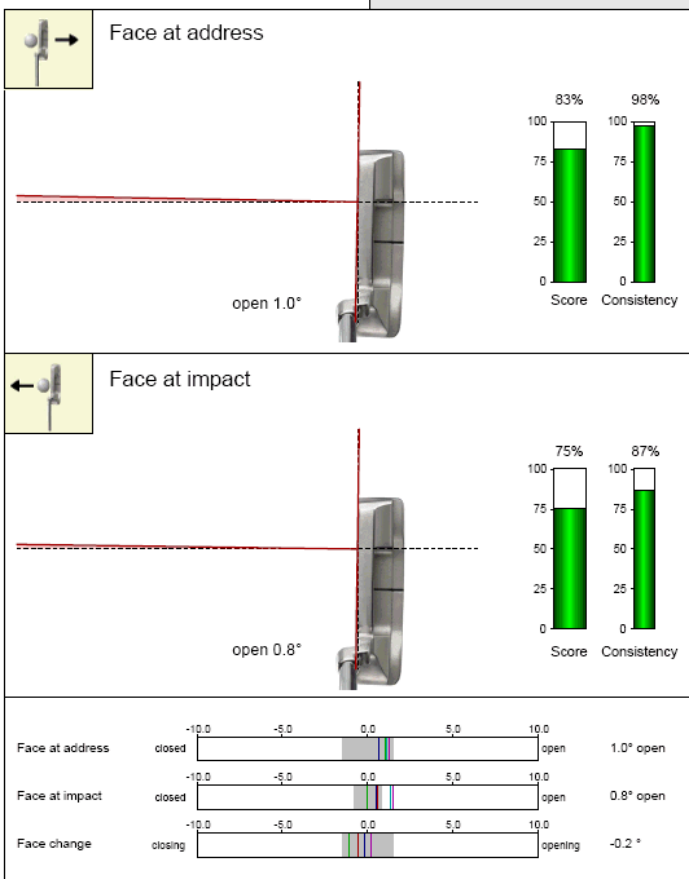 Face at address
83% 98%
100 100
75 75
50 50
25 25
0 0
open 1.0°
Score Consistency
Face at impact
75% 87%
100 100
75 75
50 50
25 25
0 0
open 0.8°
Score Consistency
-10.0 -5.0 0.0 5.0 10.0
Face at address closed open 1.0° open
-10.0 -5.0 0.0 5.0 10.0
Face at impact closed open 0.8° open
-10.0 -5.0 0.0 5.0 10.0
Face change closing opening -0.2 °